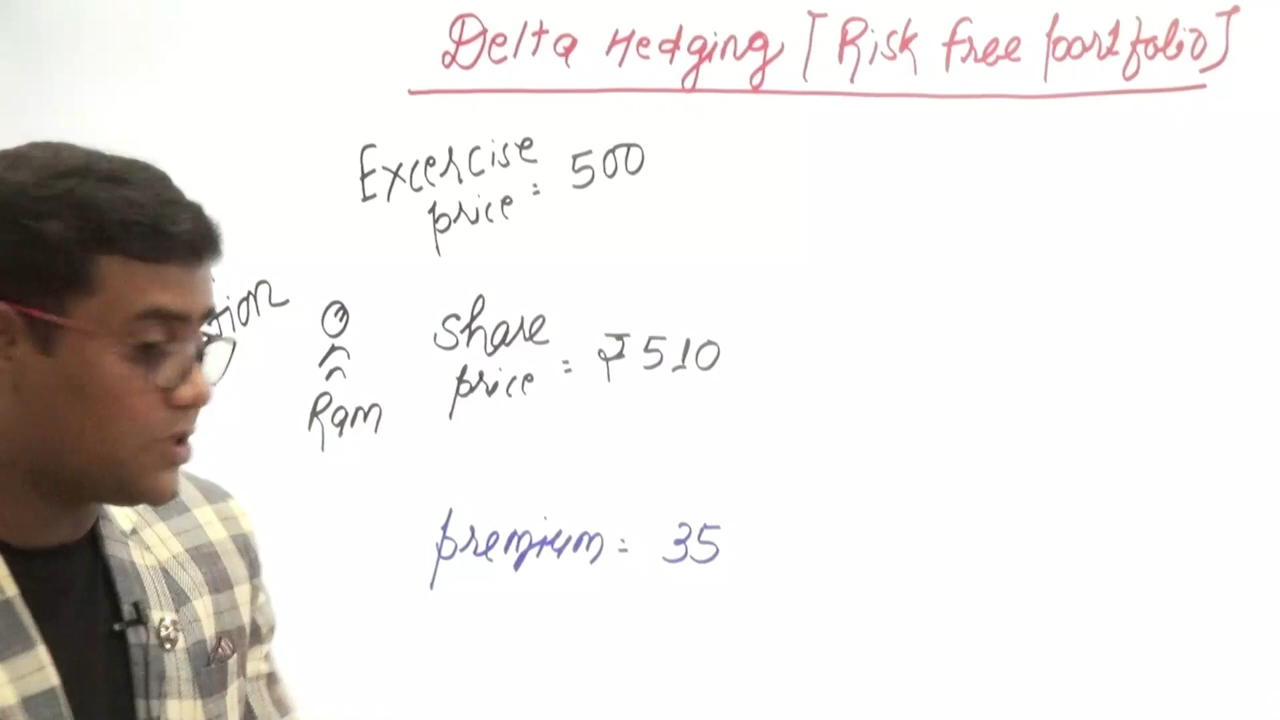 Delta Hedging [Risk free portfolio]
Excercise
price = 500
Share
price = ₹510
Ram
premium = 35